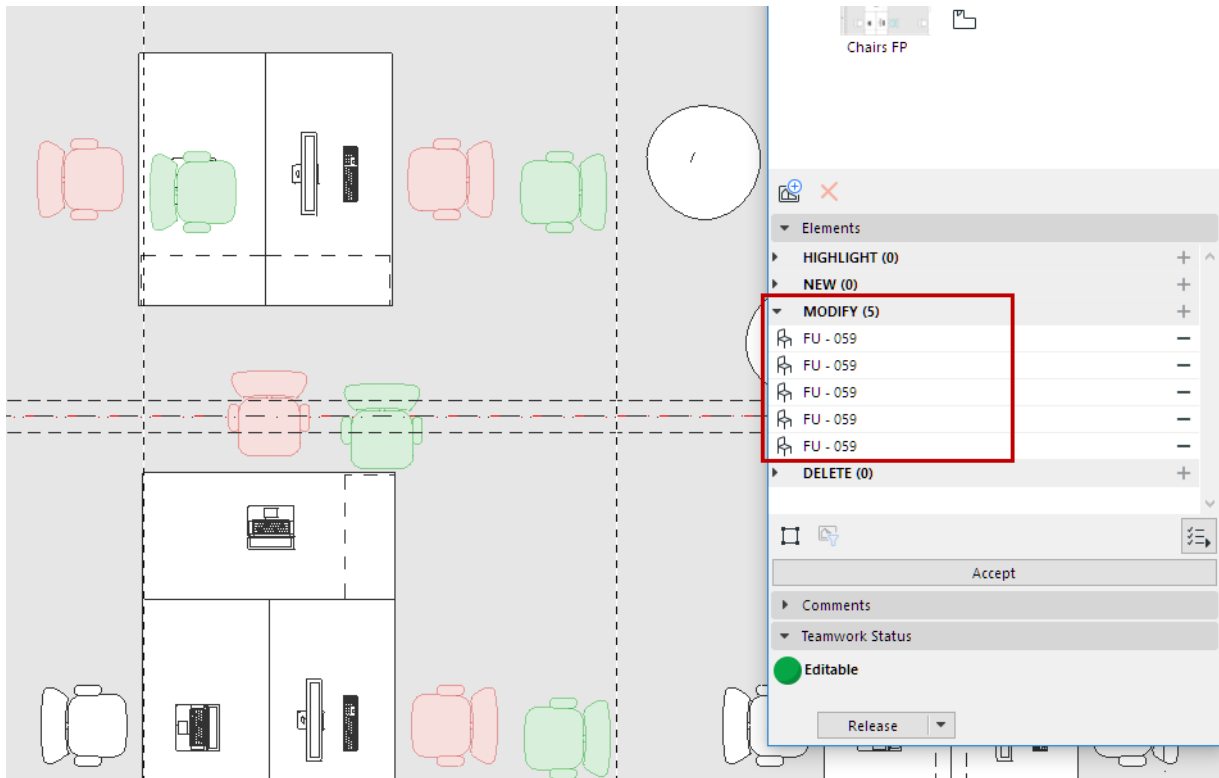 Chairs FP
Elements
HIGHLIGHT (0)
NEW (0)
MODIFY (5)
FU - 059
FU - 059
FU - 059
FU - 059
FU - 059
DELETE (0)
Accept
Comments
Teamwork Status
Editable
Release